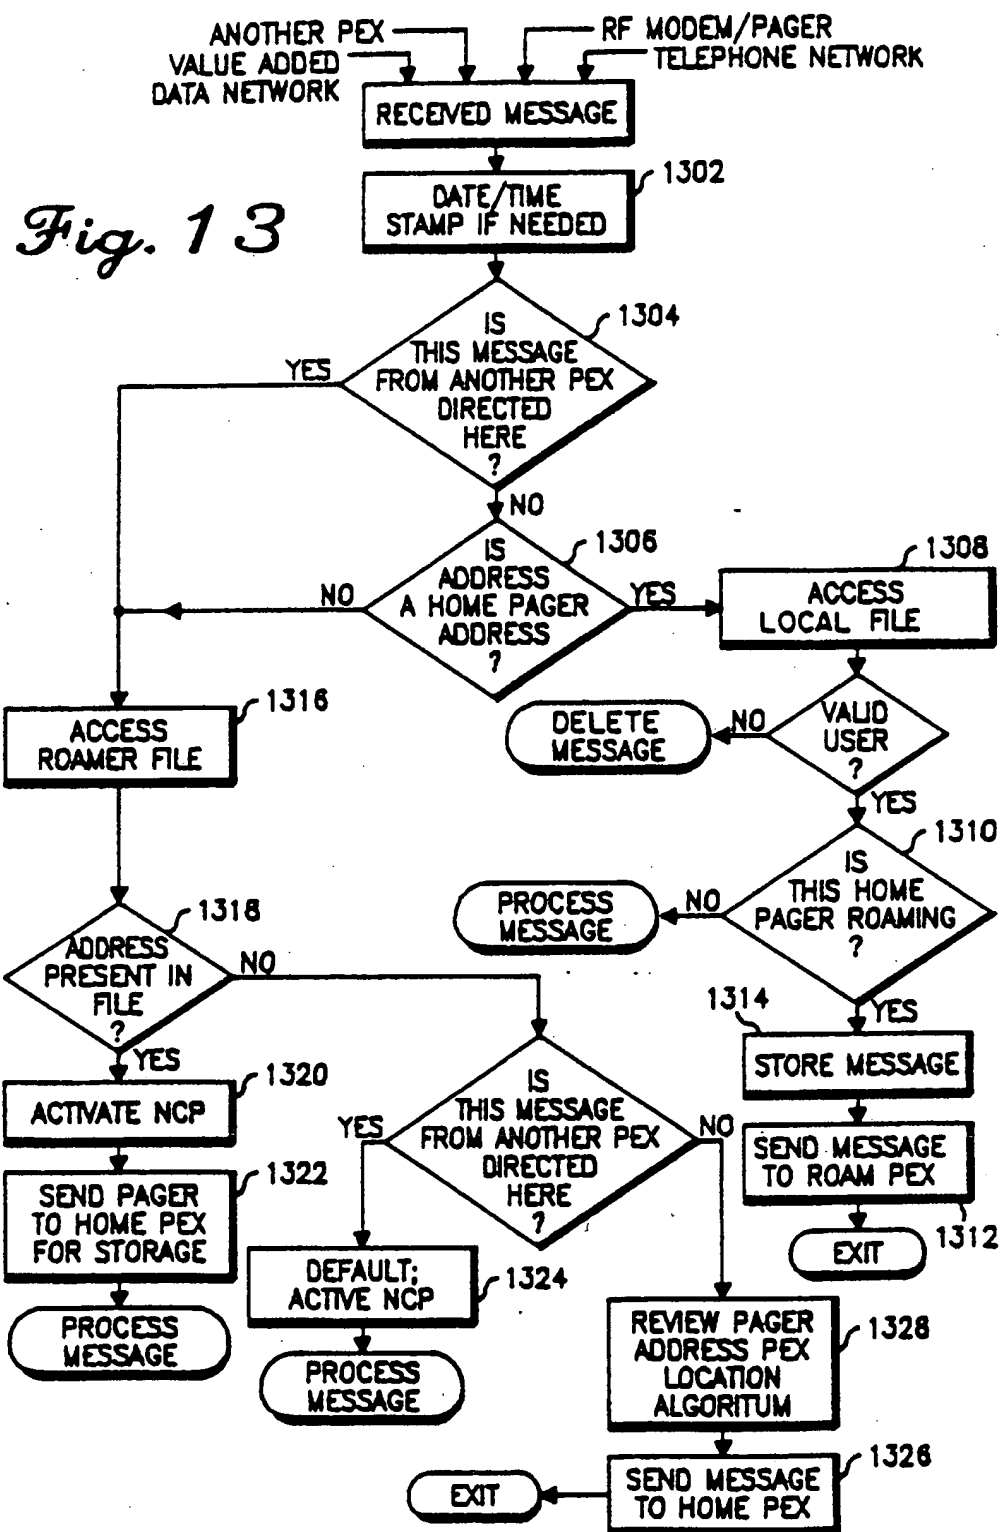 ANOTHER PEX
VALUE ADDED
DATA NETWORK
RF MODEM/PAGER
TELEPHONE NETWORK
RECEIVED MESSAGE
1302
DATE/TIME
STAMP IF NEEDED
Fig. 13
1304
IS
THIS MESSAGE
FROM ANOTHER PEX
DIRECTED
HERE
?
YES
NO
1306
IS
ADDRESS
A HOME PAGER
ADDRESS
?
NO
YES
1308
ACCESS
LOCAL FILE
1316
ACCESS
ROAMER FILE
DELETE
MESSAGE
NO
VALID
USER
?
YES
1310
IS
THIS HOME
PAGER ROAMING
?
NO
PROCESS
MESSAGE
YES
1318
ADDRESS
PRESENT IN
FILE
?
NO
YES
1314
STORE MESSAGE
1320
ACTIVATE NCP
IS
THIS MESSAGE
FROM ANOTHER PEX
DIRECTED
HERE
?
YES
NO
SEND MESSAGE
TO ROAM PEX
1312
EXIT
1322
SEND PAGER
TO HOME PEX
FOR STORAGE
PROCESS
MESSAGE
DEFAULT;
ACTIVE NCP
1324
PROCESS
MESSAGE
REVIEW PAGER
ADDRESS PEX
LOCATION
ALGORITUM
1328
SEND MESSAGE
TO HOME PEX
1326
EXIT